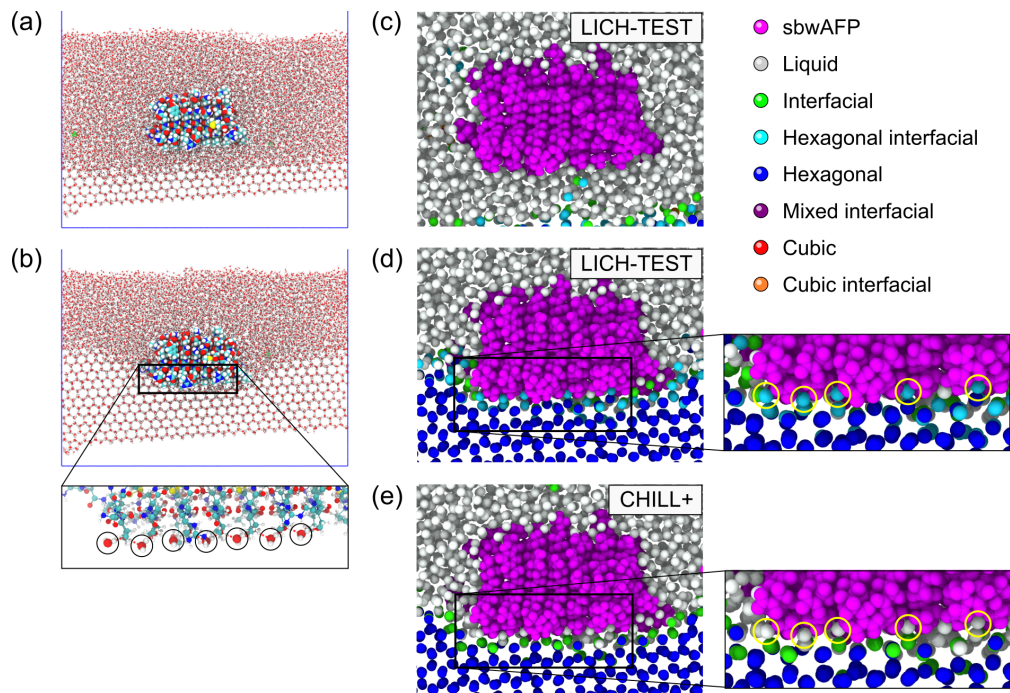 (a)
(b)
(c)
LICH-TEST
(d)
LICH-TEST
(e)
CHILL+
sbwAFP
Liquid
Interfacial
Hexagonal interfacial
Hexagonal
Mixed interfacial
Cubic
Cubic interfacial